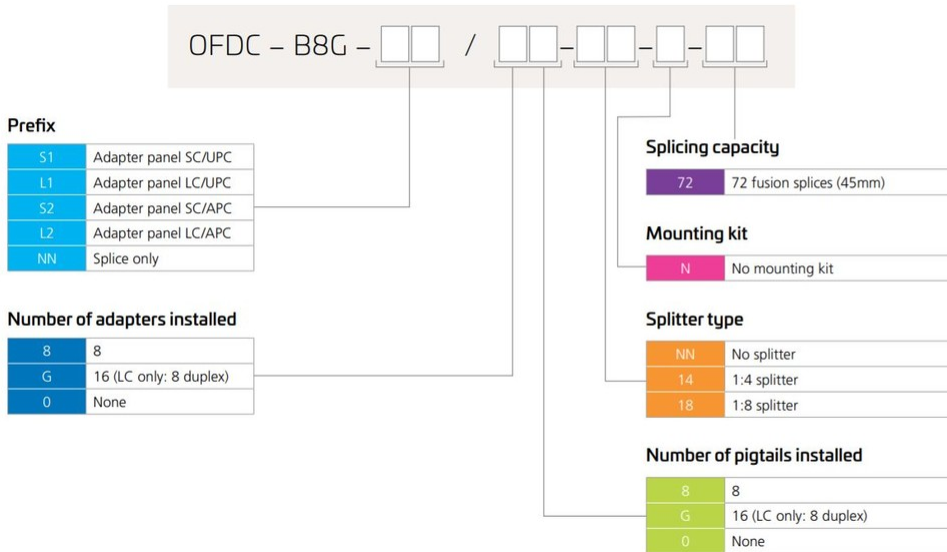 OFDC – B8G – / – – –
Prefix
S1 Adapter panel SC/UPC
L1 Adapter panel LC/UPC
S2 Adapter panel SC/APC
L2 Adapter panel LC/APC
NN Splice only
Number of adapters installed
8 8
G 16 (LC only: 8 duplex)
0 None
Splicing capacity
72 72 fusion splices (45mm)
Mounting kit
N No mounting kit
Splitter type
NN No splitter
14 1:4 splitter
18 1:8 splitter
Number of pigtails installed
8 8
G 16 (LC only: 8 duplex)
0 None